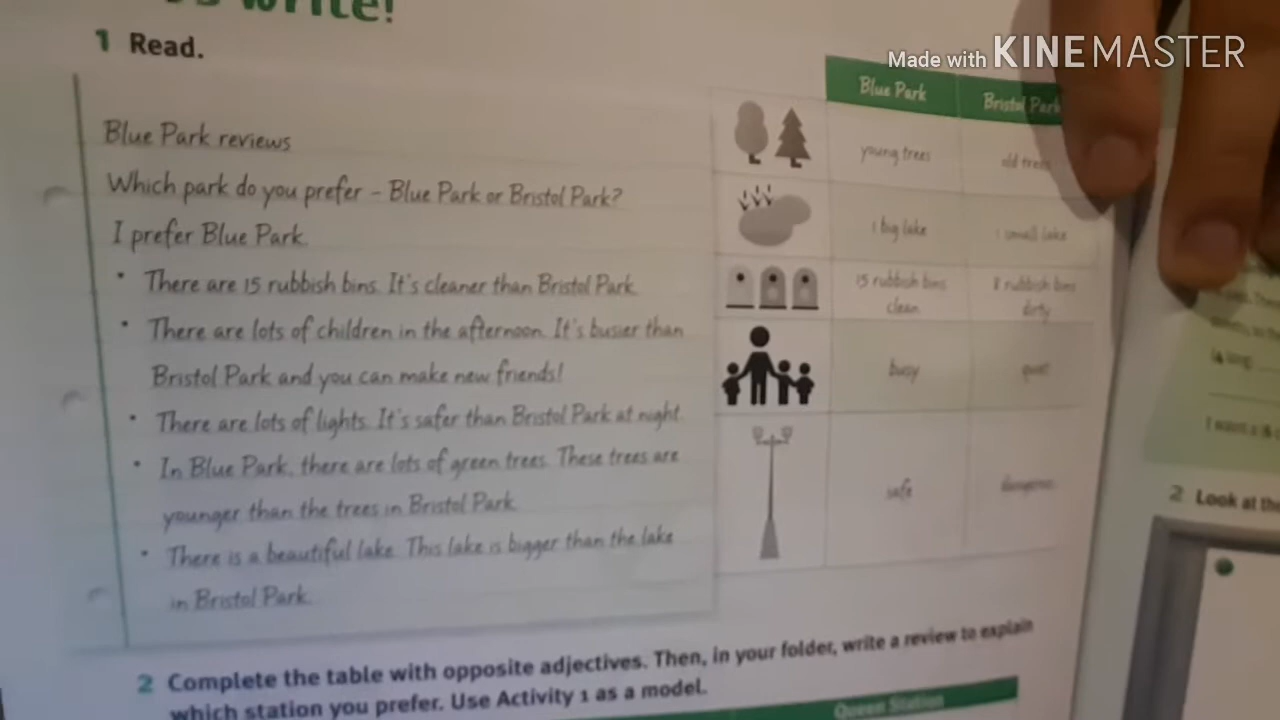 write!
1 Read.
Made with KINEMASTER
Blue Park reviews
Which park do you prefer – Blue Park or Bristol Park?
I prefer Blue Park.
• There are 15 rubbish bins. It's cleaner than Bristol Park.
• There are lots of children in the afternoon. It's busier than
Bristol Park and you can make new friends!
• There are lots of lights. It's safer than Bristol Park at night.
• In Blue Park, there are lots of green trees. These trees are
younger than the trees in Bristol Park.
• There is a beautiful lake. This lake is bigger than the lake
in Bristol Park.
Blue Park Bristol Park
young trees old trees
1 big lake 1 small lake
15 rubbish bins 8 rubbish bins
clean dirty
busy quiet
safe dangerous
2 Complete the table with opposite adjectives. Then, in your folder, write a review to explain
which station you prefer. Use Activity 1 as a model.
Queen Station
2 Look at the